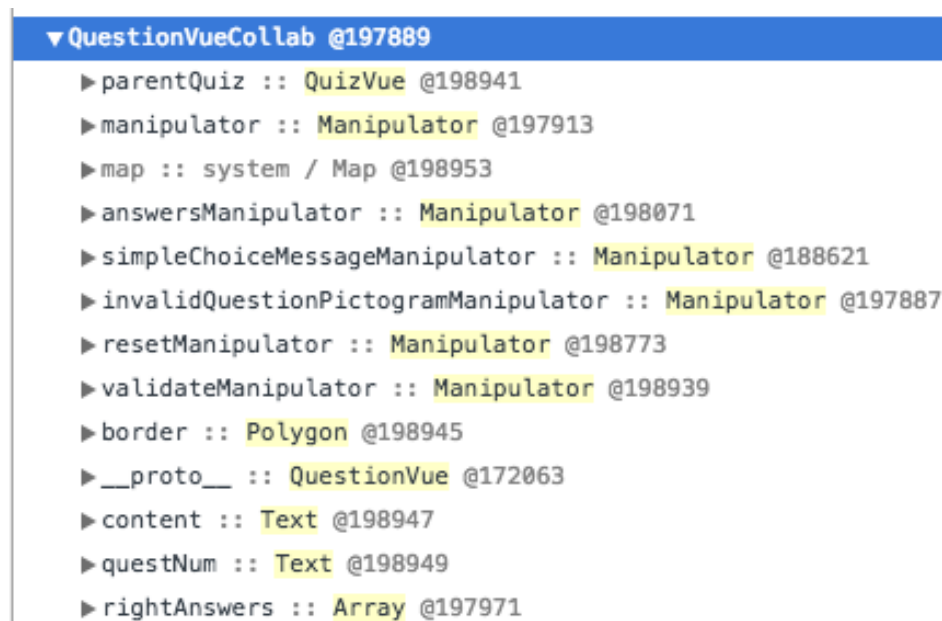 ▼QuestionVueCollab @197889
▶parentQuiz :: QuizVue @198941
▶manipulator :: Manipulator @197913
▶map :: system / Map @198953
▶answersManipulator :: Manipulator @198071
▶simpleChoiceMessageManipulator :: Manipulator @188621
▶invalidQuestionPictogramManipulator :: Manipulator @197887
▶resetManipulator :: Manipulator @198773
▶validateManipulator :: Manipulator @198939
▶border :: Polygon @198945
▶__proto__ :: QuestionVue @172063
▶content :: Text @198947
▶questNum :: Text @198949
▶rightAnswers :: Array @197971